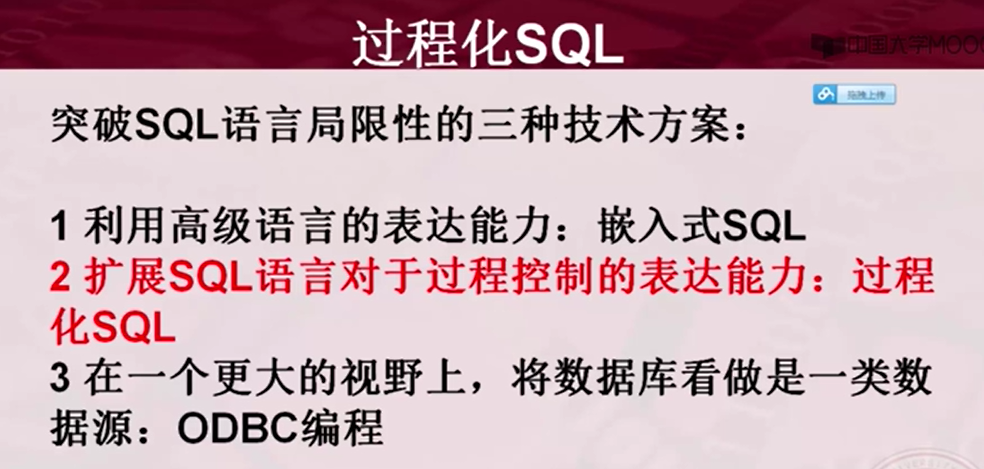 过程化SQL
中国大学MOOC
拖拽上传
突破SQL语言局限性的三种技术方案：
1 利用高级语言的表达能力：嵌入式SQL
2 扩展SQL语言对于过程控制的表达能力：过程
化SQL
3 在一个更大的视野上，将数据库看做是一类数
据源：ODBC编程